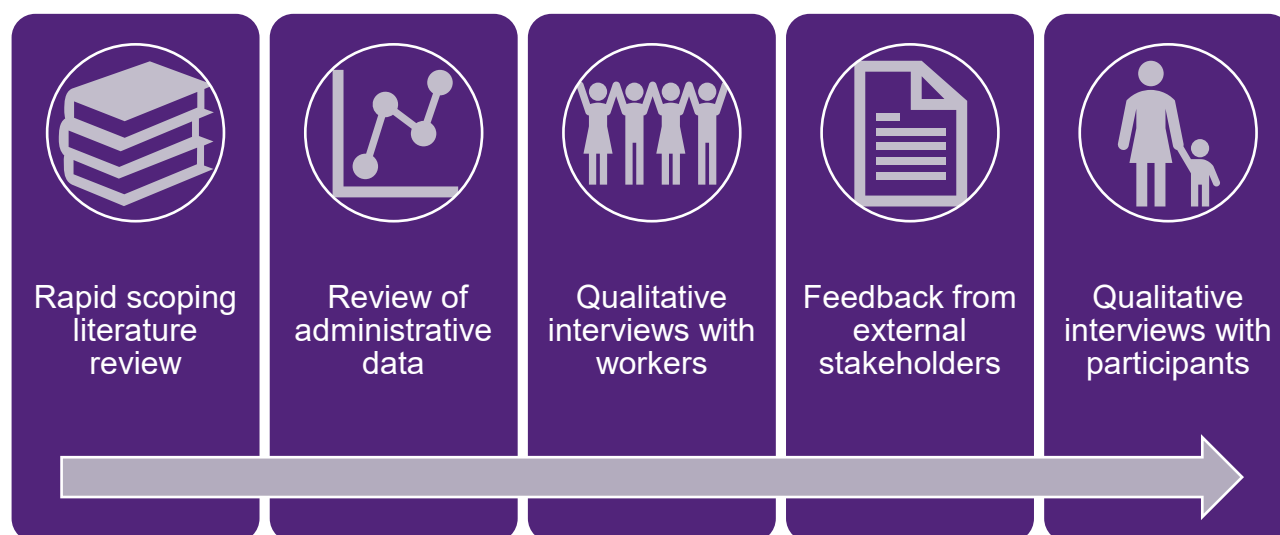 Rapid scoping
literature
review
Review of
administrative
data
Qualitative
interviews with
workers
Feedback from
external
stakeholders
Qualitative
interviews with
participants